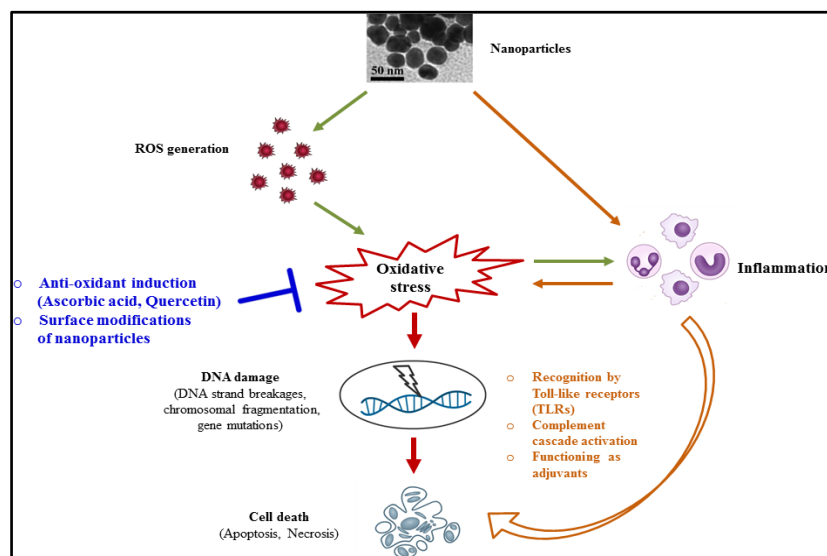 Nanoparticles
50 nm
ROS generation
Oxidative
stress
Inflammation
o Anti-oxidant induction
(Ascorbic acid, Quercetin)
o Surface modifications
of nanoparticles
DNA damage
(DNA strand breakages,
chromosomal fragmentation,
gene mutations)
o Recognition by
Toll-like receptors
(TLRs)
o Complement
cascade activation
o Functioning as
adjuvants
Cell death
(Apoptosis, Necrosis)